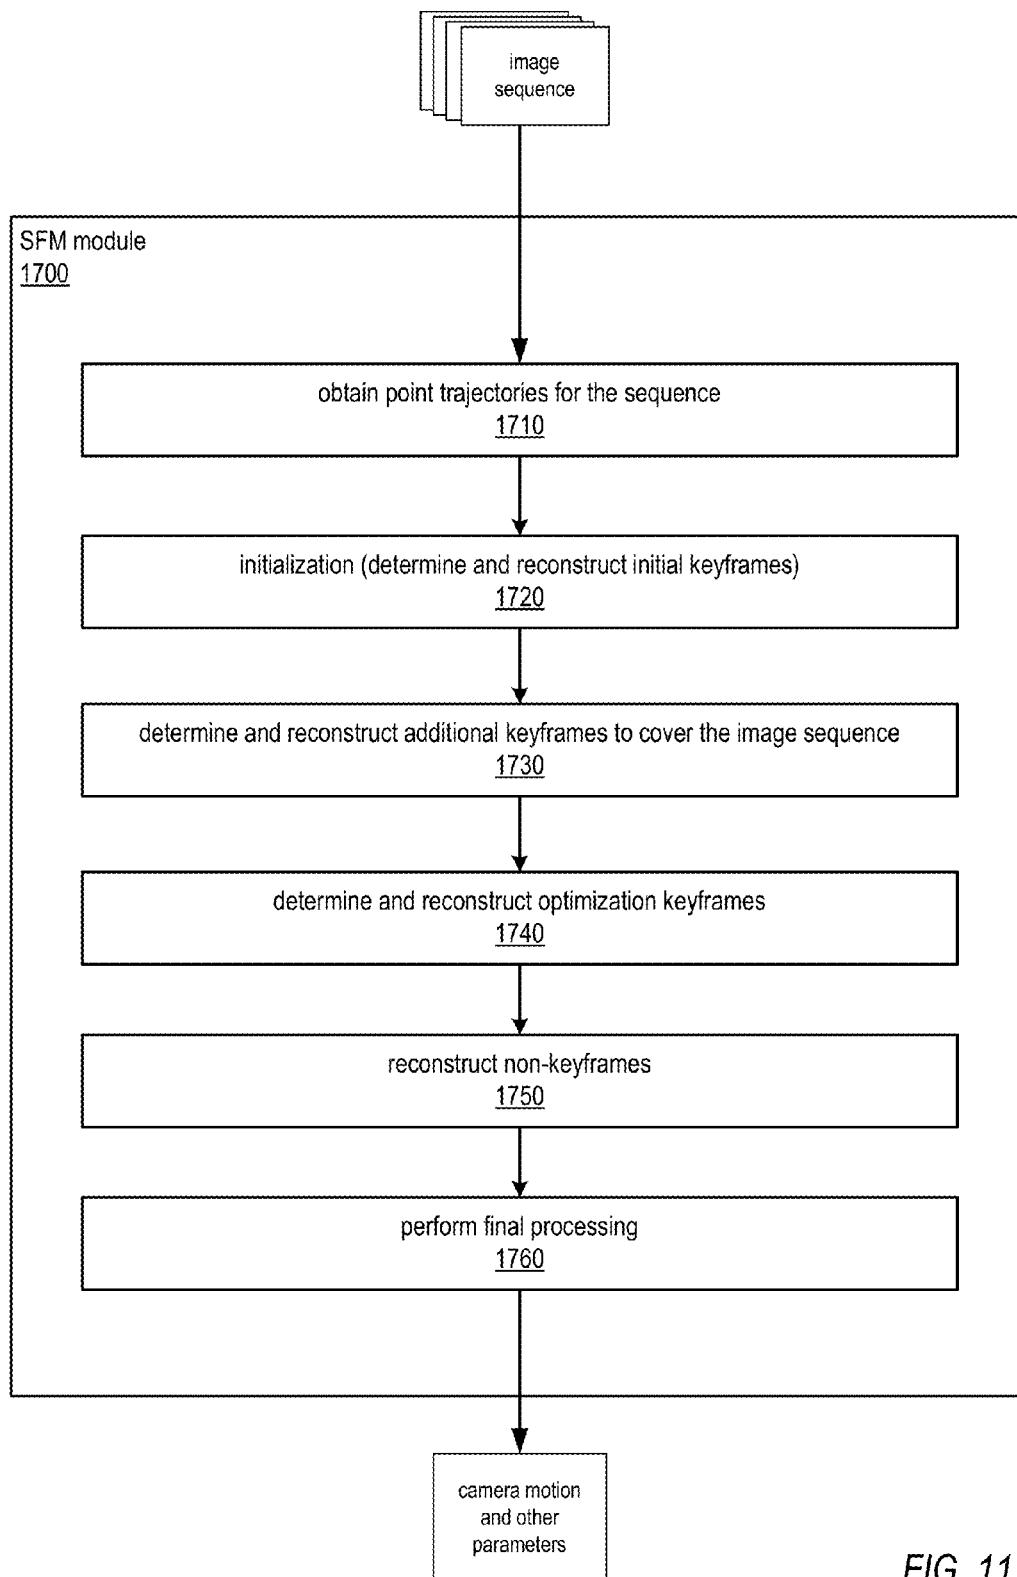 image
sequence
SFM module
1700
obtain point trajectories for the sequence
1710
initialization (determine and reconstruct initial keyframes)
1720
determine and reconstruct additional keyframes to cover the image sequence
1730
determine and reconstruct optimization keyframes
1740
reconstruct non-keyframes
1750
perform final processing
1760
camera motion
and other
parameters
FIG. 11